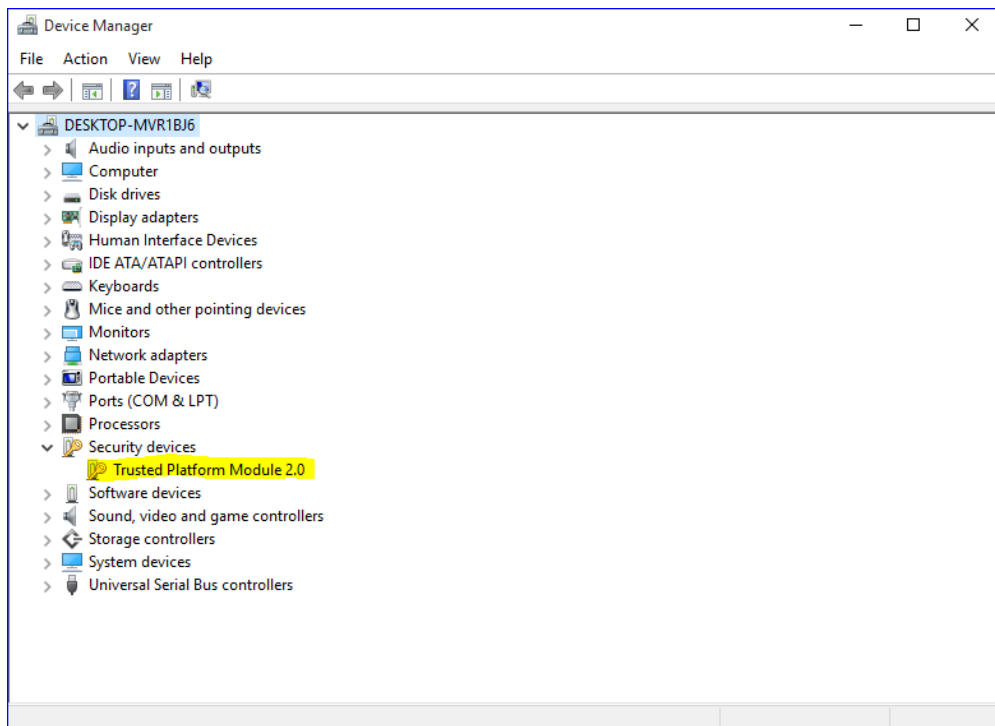 Device Manager
File Action View Help
DESKTOP-MVR1BJ6
Audio inputs and outputs
Computer
Disk drives
Display adapters
Human Interface Devices
IDE ATA/ATAPI controllers
Keyboards
Mice and other pointing devices
Monitors
Network adapters
Portable Devices
Ports (COM & LPT)
Processors
Security devices
Trusted Platform Module 2.0
Software devices
Sound, video and game controllers
Storage controllers
System devices
Universal Serial Bus controllers